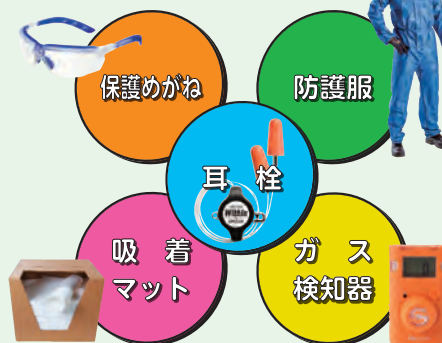 保護めがね
防護服
耳 栓
吸 着
マット
ガ ス
検知器